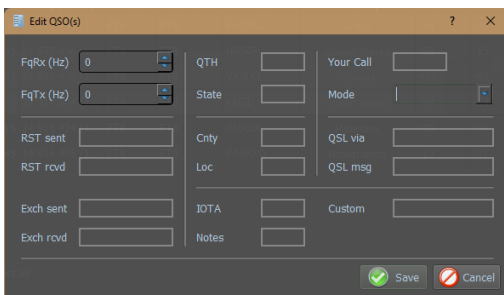 Edit QSO(s) ?
FqRx (Hz) 0 QTH Your Call
FqTx (Hz) 0 State Mode
RST sent Cnty QSL via
RST rcvd Loc QSL msg
Exch sent IOTA Custom
Exch rcvd Notes
Save Cancel